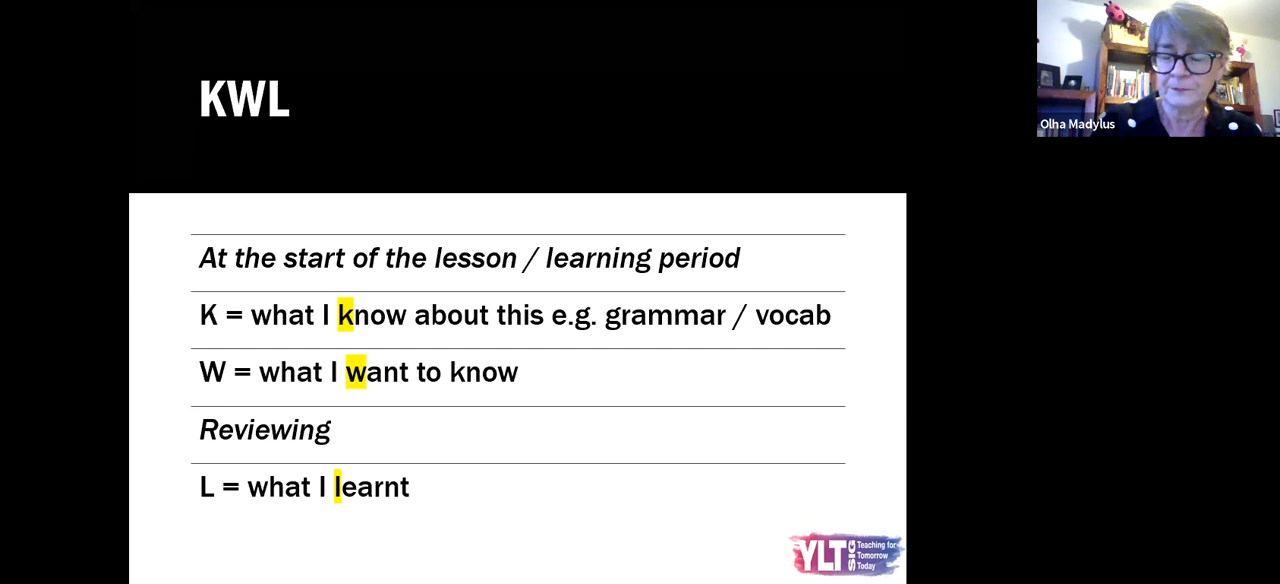 KWL
Olha Madylus
At the start of the lesson / learning period
K = what I know about this e.g. grammar / vocab
W = what I want to know
Reviewing
L = what I learnt
YLT SIG
Teaching for
Tomorrow
Today